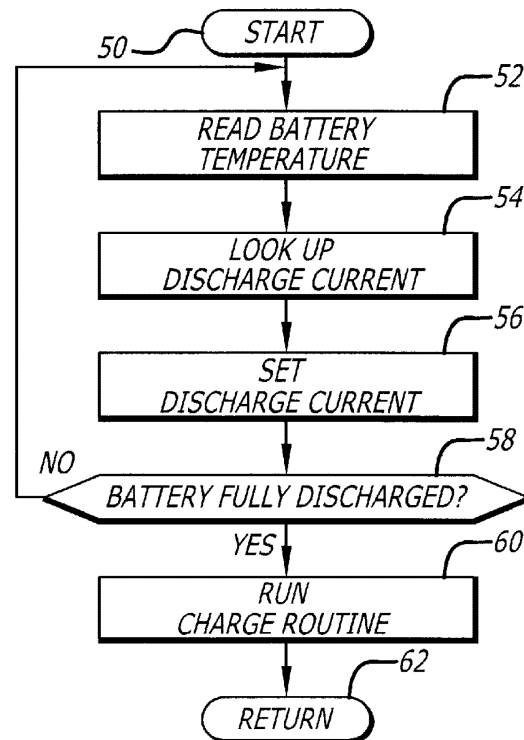 50
START
52
READ BATTERY
TEMPERATURE
54
LOOK UP
DISCHARGE CURRENT
56
SET
DISCHARGE CURRENT
58
NO
BATTERY FULLY DISCHARGED?
YES
60
RUN
CHARGE ROUTINE
62
RETURN